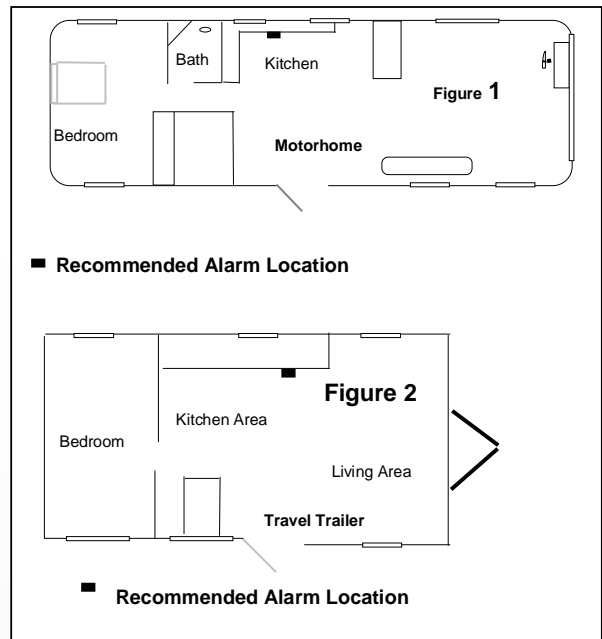 Bath
Kitchen
Figure 1
Bedroom
Motorhome
Recommended Alarm Location
Figure 2
Kitchen Area
Bedroom
Living Area
Travel Trailer
Recommended Alarm Location